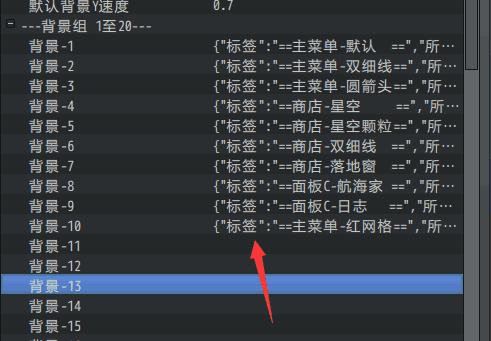 默认背景Y速度 0.7
---背景组 1至20---
背景-1 {"标签":"==主菜单-默认 ==","所…
背景-2 {"标签":"==主菜单-双细线==","所…
背景-3 {"标签":"==主菜单-圆箭头==","所…
背景-4 {"标签":"==商店-星空 ==","所…
背景-5 {"标签":"==商店-星空颗粒==","所…
背景-6 {"标签":"==商店-双细线 ==","所…
背景-7 {"标签":"==商店-落地窗 ==","所…
背景-8 {"标签":"==面板C-航海家 ==","所…
背景-9 {"标签":"==面板C-日志 ==","所…
背景-10 {"标签":"==主菜单-红网格==","所…
背景-11
背景-12
背景-13
背景-14
背景-15